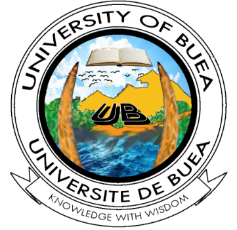 UNIVERSITY OF BUEA
UB
UNIVERSITE DE BUEA
KNOWLEDGE WITH WISDOM